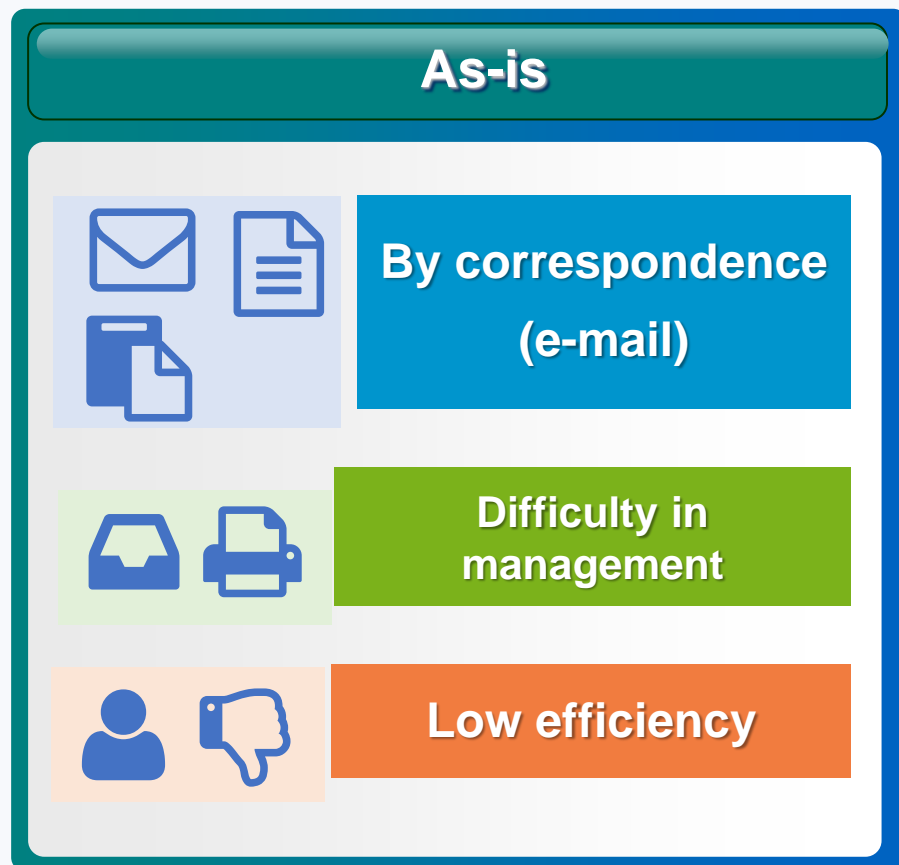 As-is
By correspondence
(e-mail)
Difficulty in
management
Low efficiency